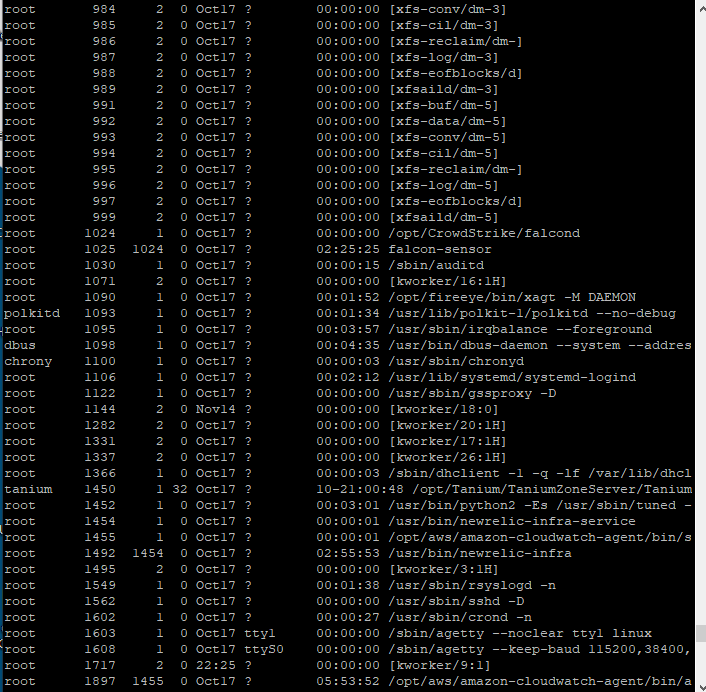 root 984 2 0 Oct17 ? 00:00:00 [xfs-conv/dm-3]
root 985 2 0 Oct17 ? 00:00:00 [xfs-cil/dm-3]
root 986 2 0 Oct17 ? 00:00:00 [xfs-reclaim/dm-]
root 987 2 0 Oct17 ? 00:00:00 [xfs-log/dm-3]
root 988 2 0 Oct17 ? 00:00:00 [xfs-eofblocks/d]
root 989 2 0 Oct17 ? 00:00:00 [xfsaild/dm-3]
root 991 2 0 Oct17 ? 00:00:00 [xfs-buf/dm-5]
root 992 2 0 Oct17 ? 00:00:00 [xfs-data/dm-5]
root 993 2 0 Oct17 ? 00:00:00 [xfs-conv/dm-5]
root 994 2 0 Oct17 ? 00:00:00 [xfs-cil/dm-5]
root 995 2 0 Oct17 ? 00:00:00 [xfs-reclaim/dm-]
root 996 2 0 Oct17 ? 00:00:00 [xfs-log/dm-5]
root 997 2 0 Oct17 ? 00:00:00 [xfs-eofblocks/d]
root 999 2 0 Oct17 ? 00:00:00 [xfsaild/dm-5]
root 1024 1 0 Oct17 ? 00:00:00 /opt/CrowdStrike/falcond
root 1025 1024 0 Oct17 ? 02:25:25 falcon-sensor
root 1030 1 0 Oct17 ? 00:00:15 /sbin/auditd
root 1071 2 0 Oct17 ? 00:00:00 [kworker/16:1H]
root 1090 1 0 Oct17 ? 00:01:52 /opt/fireeye/bin/xagt -M DAEMON
polkitd 1093 1 0 Oct17 ? 00:01:34 /usr/lib/polkit-1/polkitd --no-debug
root 1095 1 0 Oct17 ? 00:03:57 /usr/sbin/irqbalance --foreground
dbus 1098 1 0 Oct17 ? 00:04:35 /usr/bin/dbus-daemon --system --addres
chrony 1100 1 0 Oct17 ? 00:00:03 /usr/sbin/chronyd
root 1106 1 0 Oct17 ? 00:02:12 /usr/lib/systemd/systemd-logind
root 1122 1 0 Oct17 ? 00:00:00 /usr/sbin/gssproxy -D
root 1144 2 0 Nov14 ? 00:00:00 [kworker/18:0]
root 1282 2 0 Oct17 ? 00:00:00 [kworker/20:1H]
root 1331 2 0 Oct17 ? 00:00:00 [kworker/17:1H]
root 1337 2 0 Oct17 ? 00:00:00 [kworker/26:1H]
root 1366 1 0 Oct17 ? 00:00:03 /sbin/dhclient -1 -q -lf /var/lib/dhcl
tanium 1450 1 32 Oct17 ? 10-21:00:48 /opt/Tanium/TaniumZoneServer/Tanium
root 1452 1 0 Oct17 ? 00:03:01 /usr/bin/python2 -Es /usr/sbin/tuned -
root 1454 1 0 Oct17 ? 00:00:01 /usr/bin/newrelic-infra-service
root 1455 1 0 Oct17 ? 00:00:01 /opt/aws/amazon-cloudwatch-agent/bin/s
root 1492 1454 0 Oct17 ? 02:55:53 /usr/bin/newrelic-infra
root 1495 2 0 Oct17 ? 00:00:00 [kworker/3:1H]
root 1549 1 0 Oct17 ? 00:01:38 /usr/sbin/rsyslogd -n
root 1562 1 0 Oct17 ? 00:00:00 /usr/sbin/sshd -D
root 1602 1 0 Oct17 ? 00:00:27 /usr/sbin/crond -n
root 1603 1 0 Oct17 tty1 00:00:00 /sbin/agetty --noclear tty1 linux
root 1608 1 0 Oct17 ttyS0 00:00:00 /sbin/agetty --keep-baud 115200,38400,
root 1717 2 0 22:25 ? 00:00:00 [kworker/9:1]
root 1897 1455 0 Oct17 ? 05:53:52 /opt/aws/amazon-cloudwatch-agent/bin/a